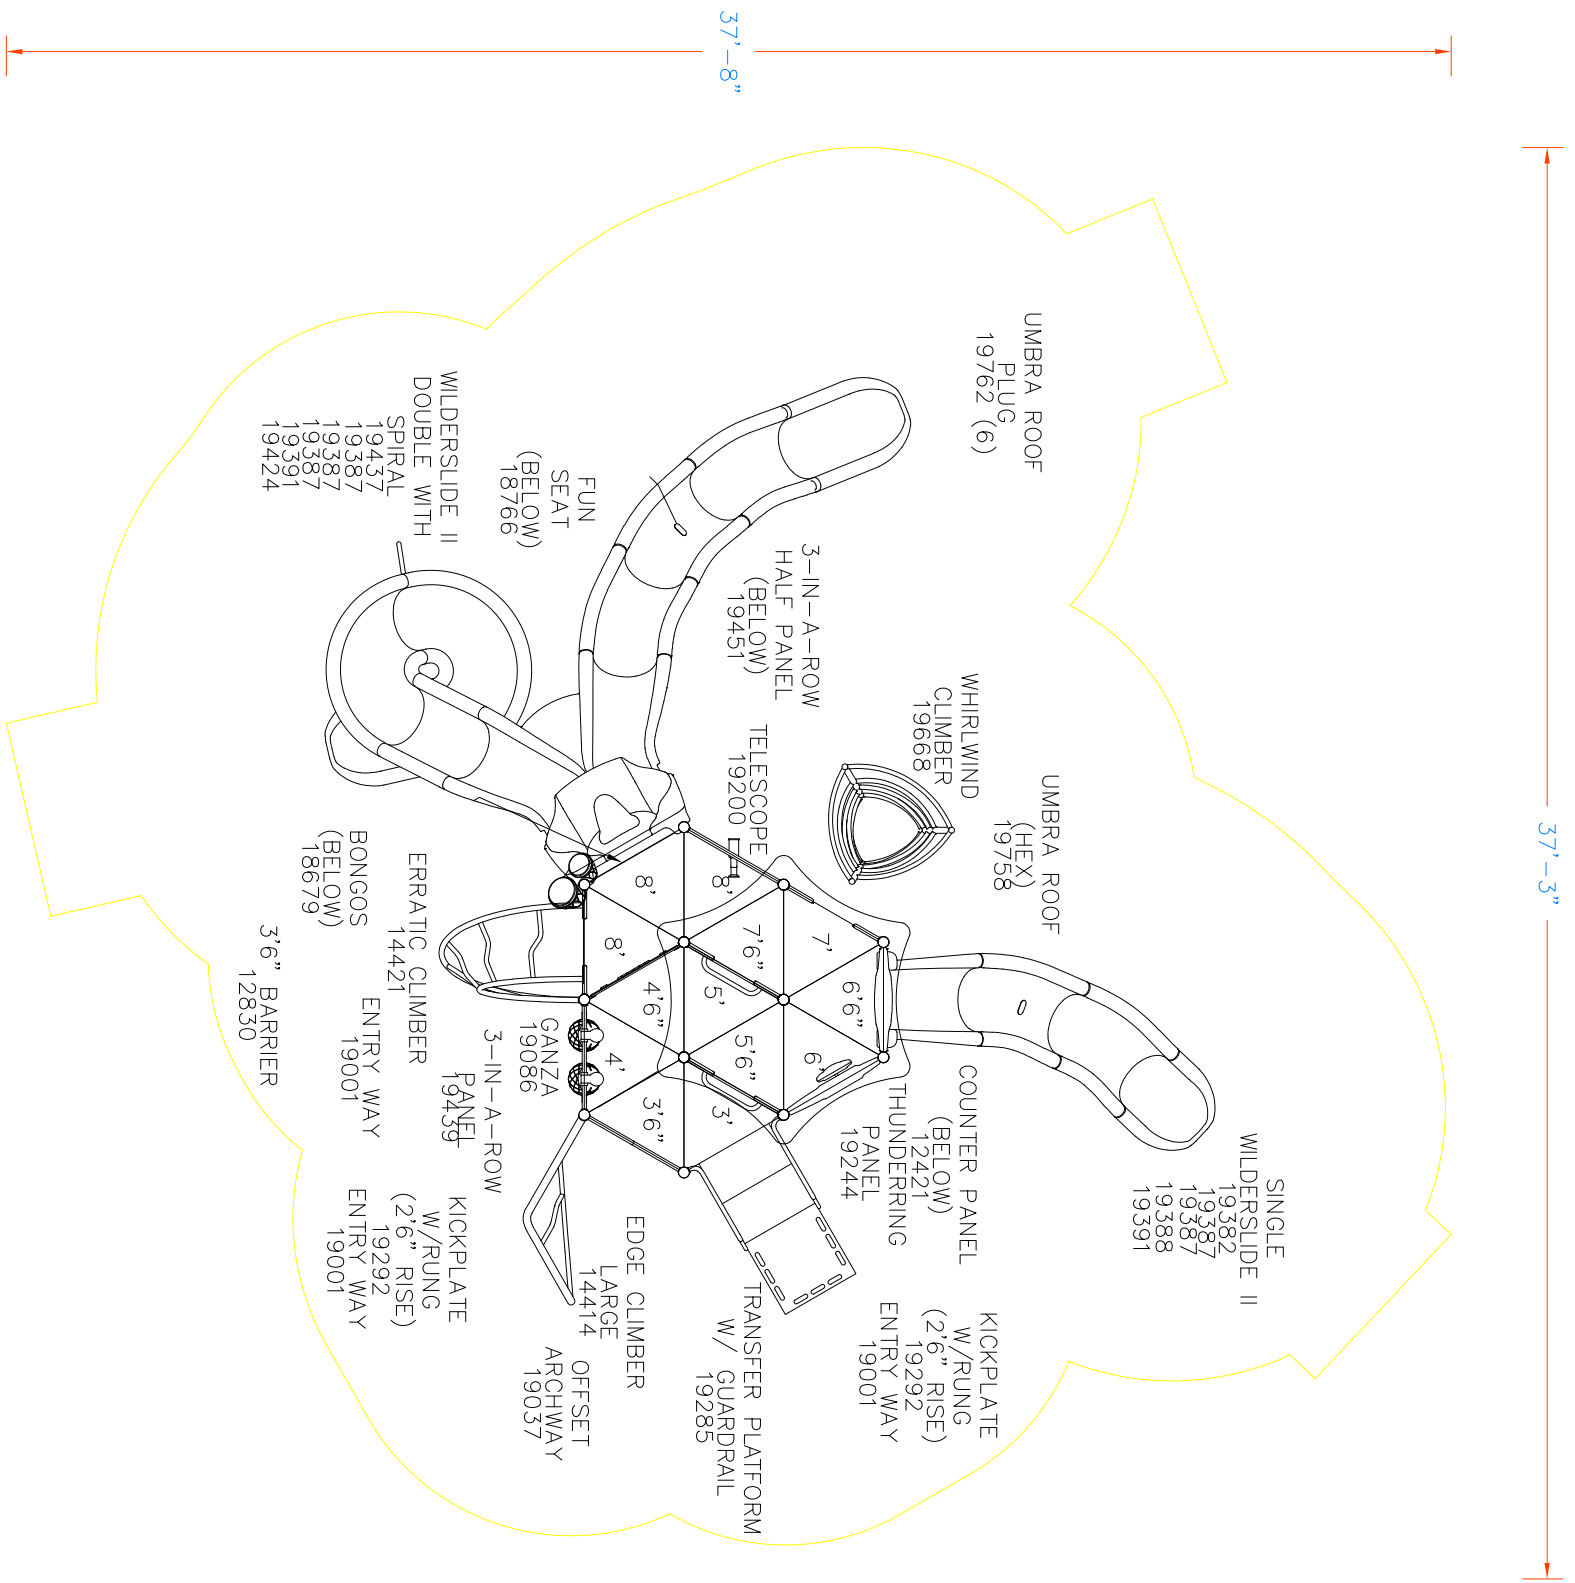 37'-8"
37'-3"
UMBRA ROOF
PLUG
19762 (6)
WILDERSLIDE II
DOUBLE WITH
SPIRAL
19437
19387
19387
19387
19391
19424
FUN
SEAT
(BELOW)
18766
3-IN-A-ROW
HALF PANEL
(BELOW)
19451
WHIRLWIND
CLIMBER
19668
TELESCOPE
19200
UMBRA ROOF
(HEX)
19758
8'
8'
8'
7'6"
7'
6'6"
4'6"
5'
5'6"
6'
4'
3'6"
3'
BONGOS
(BELOW)
18679
ERRATIC CLIMBER
14421
3'6" BARRIER
12830
ENTRY WAY
19001
GANZA
19086
3-IN-A-ROW
PANEL
19439
COUNTER PANEL
(BELOW)
12421
THUNDERRING
PANEL
19244
SINGLE
WILDERSLIDE II
19382
19387
19387
19388
19391
KICKPLATE
W/RUNG
(2'6" RISE)
19292
ENTRY WAY
19001
EDGE CLIMBER
LARGE
14414
OFFSET
ARCHWAY
19037
TRANSFER PLATFORM
W/ GUARDRAIL
19285
KICKPLATE
W/RUNG
(2'6" RISE)
19292
ENTRY WAY
19001